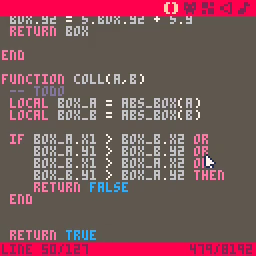 BOX.Y2 = S.BOX.Y2 + S.Y
RETURN BOX
END
FUNCTION COLL(A,B)
-- TODO
LOCAL BOX_A = ABS_BOX(A)
LOCAL BOX_B = ABS_BOX(B)
IF BOX_A.X1 > BOX_B.X2 OR
BOX_A.Y1 > BOX_B.Y2 OR
BOX_B.X1 > BOX_A.X2 OR
BOX_B.Y1 > BOX_A.Y2 THEN
RETURN FALSE
END
RETURN TRUE
LINE 50/127 479/8192